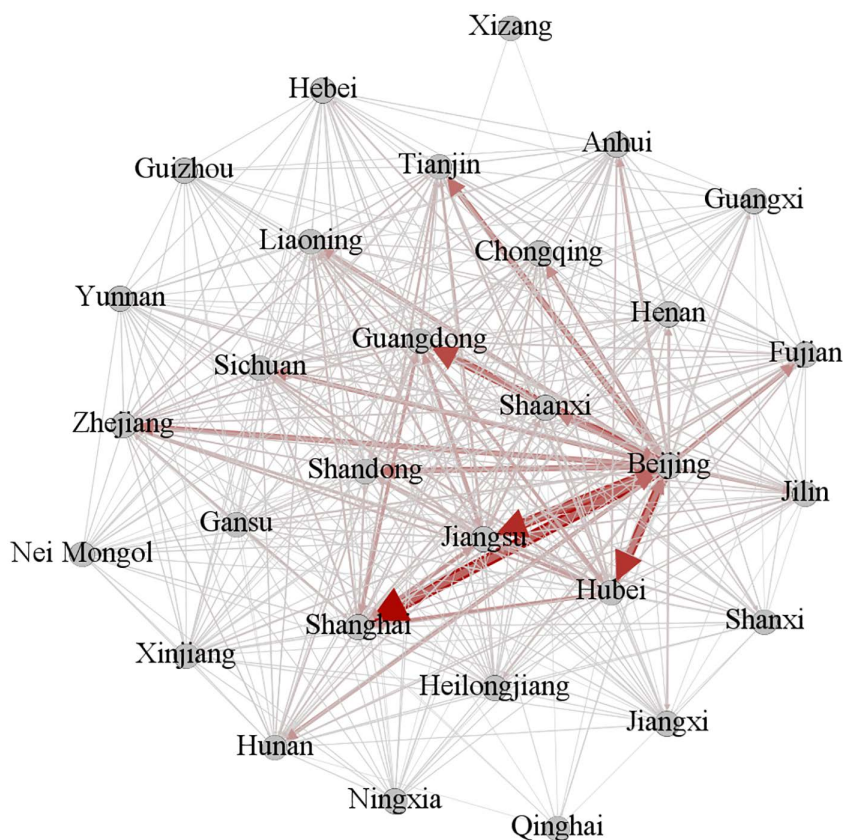 Xizang
Hebei
Anhui
Tianjin
Guizhou
Guangxi
Liaoning
Chongqing
Yunnan
Henan
Guangdong
Fujian
Sichuan
Shaanxi
Zhejiang
Beijing
Shandong
Jilin
Gansu
Jiangsu
Nei Mongol
Hubei
Shanghai
Shanxi
Xinjiang
Heilongjiang
Jiangxi
Hunan
Ningxia
Qinghai